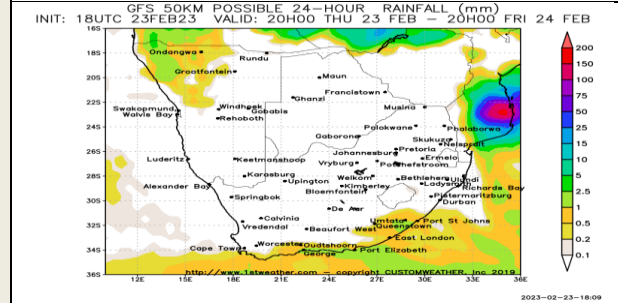 GFS 50KM POSSIBLE 24-HOUR RAINFALL (mm)
INIT: 18UTC 23FEB23 VALID: 20H00 THU 23 FEB - 20H00 FRI 24 FEB
16S
18S
20S
22S
24S
26S
28S
30S
32S
34S
36S
12E 15E 18E 21E 24E 27E 30E 33E 36E
Ondangwa
Rundu
Grootfontein
Maun
Francistown
Ghanzi
Musina
Swakopmund
Windhoek
Gobabis
Walvis Bay
Rehoboth
Polokwane
Phalaborwa
Gaborone
Skukuza
Pretoria
Nelspruit
Johannesburg
Ermelo
Luderitz
Keetmanshoop
Vryburg
Potchefstroom
Karasburg
Upington
Welkom
Bethlehem
Ulundi
Alexander Bay
Kimberley
Ladysmith
Richards Bay
Bloemfontein
Springbok
Pietermaritzburg
Durban
De Aar
Calvinia
Umtata
Port St Johns
Vredendal
Beaufort West
Queenstown
East London
Cape Town
Worcester
Oudtshoorn
George
Port Elizabeth
http://www.1stweather.com - copyright CUSTOMWEATHER, Inc 2019
200
150
100
75
50
25
15
10
5
2.5
1
0.5
0.2
0.1
2023-02-23-18:09